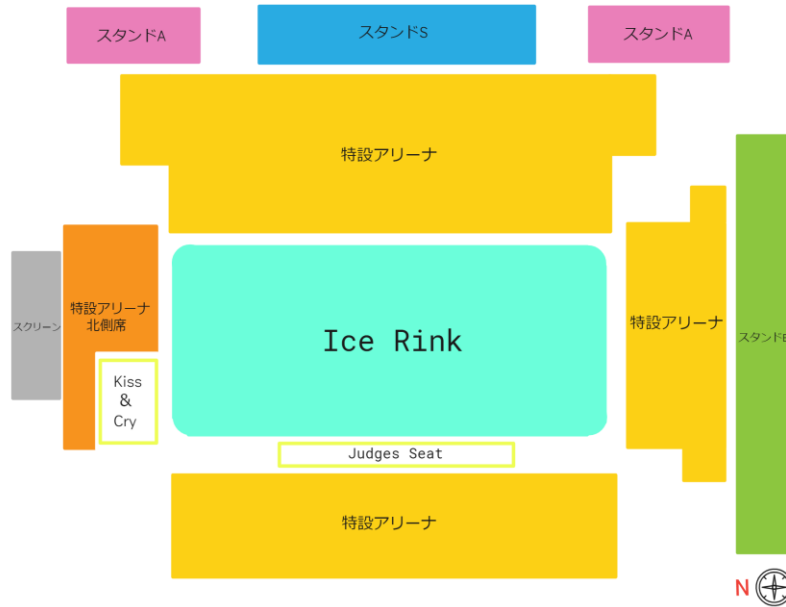 スタンドA
スタンドS
スタンドA
特設アリーナ
特設アリーナ
北側席
スクリーン
Ice Rink
特設アリーナ
Kiss
&
Cry
Judges Seat
特設アリーナ
N